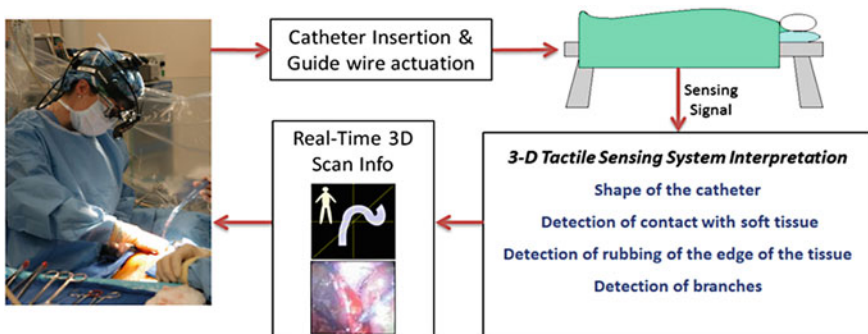 Catheter Insertion &
Guide wire actuation
Sensing
Signal
Real-Time 3D
Scan Info
3-D Tactile Sensing System Interpretation
Shape of the catheter
Detection of contact with soft tissue
Detection of rubbing of the edge of the tissue
Detection of branches